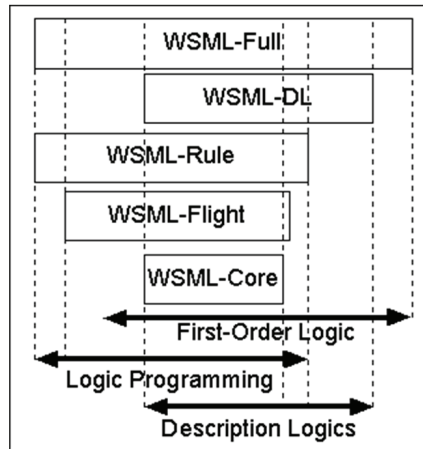 WSML-Full
WSML-DL
WSML-Rule
WSML-Flight
WSML-Core
First-Order Logic
Logic Programming
Description Logics